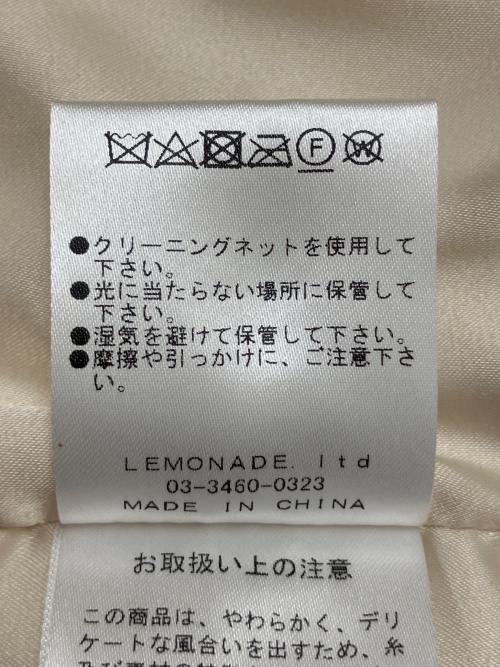 F W
●クリーニングネットを使用して
下さい。
●光に当たらない場所に保管して
下さい。
●湿気を避けて保管して下さい。
●摩擦や引っかけに、ご注意下さ
い。
LEMONADE. ltd
03-3460-0323
MADE IN CHINA
お取扱い上の注意
この商品は、やわらかく、デリ
ケートな風合いを出すため、糸